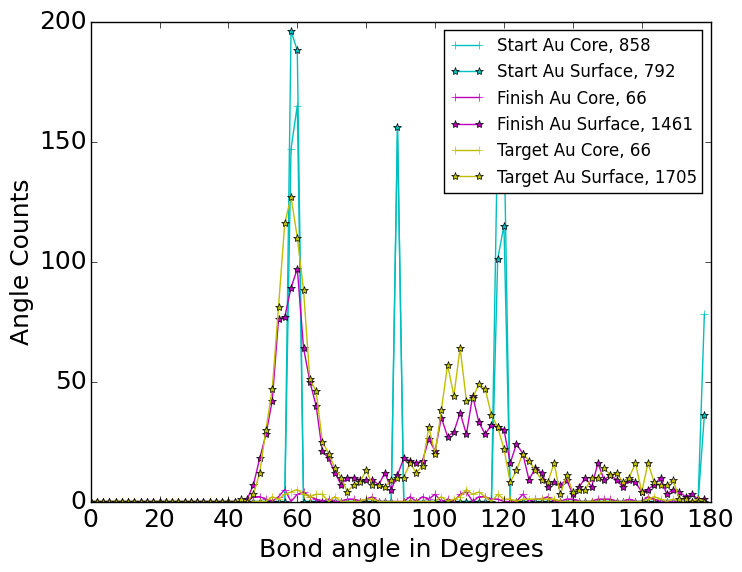 200
150
100
50
0
Angle Counts
Start Au Core, 858
Start Au Surface, 792
Finish Au Core, 66
Finish Au Surface, 1461
Target Au Core, 66
Target Au Surface, 1705
0 20 40 60 80 100 120 140 160 180
Bond angle in Degrees